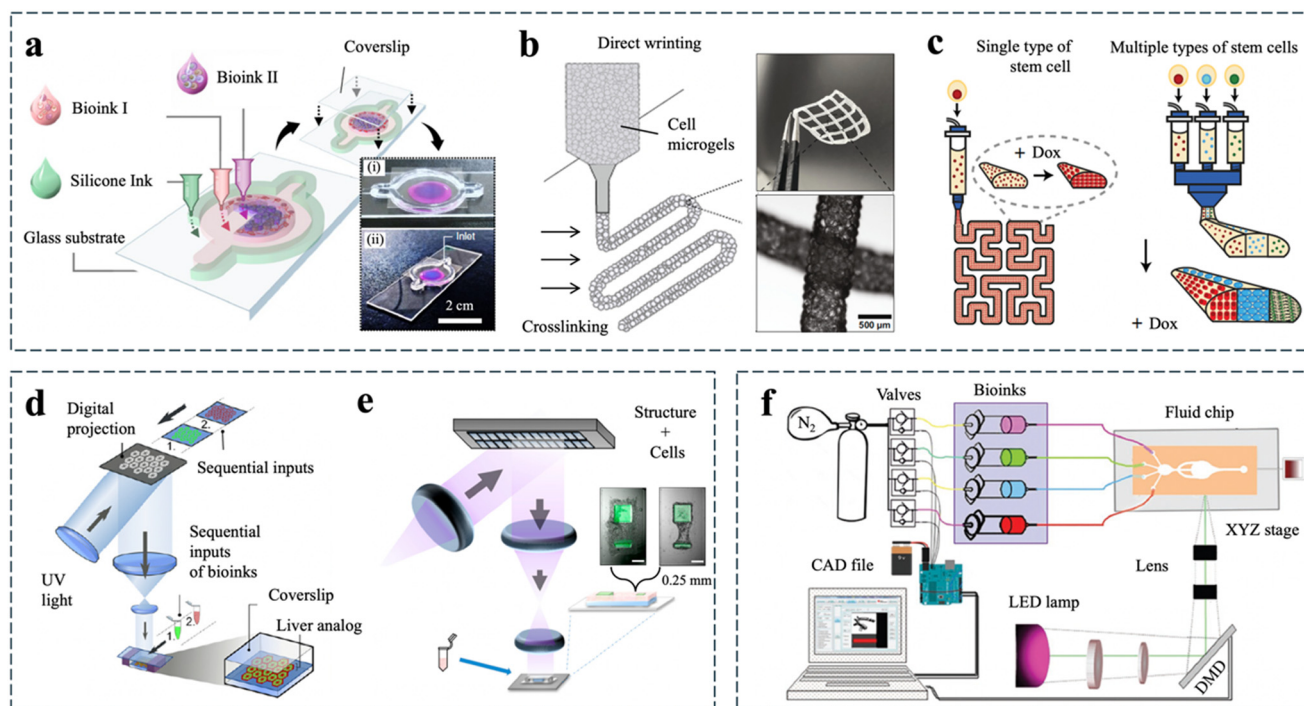 a
Coverslip
Bioink II
Bioink I
Silicone Ink
Glass substrate
(i)
(ii)
Inlet
2 cm
b
Direct wrinting
Cell
microgels
Crosslinking
500 µm
c
Single type of
stem cell
Multiple types of stem cells
+ Dox
+ Dox
d
Digital
projection
1.
2.
Sequential inputs
Sequential
inputs
of bioinks
UV
light
1.
2.
Coverslip
Liver analog
e
Structure
+
Cells
0.25 mm
f
Valves
Bioinks
N2
Fluid chip
XYZ stage
CAD file
Lens
LED lamp
DMD